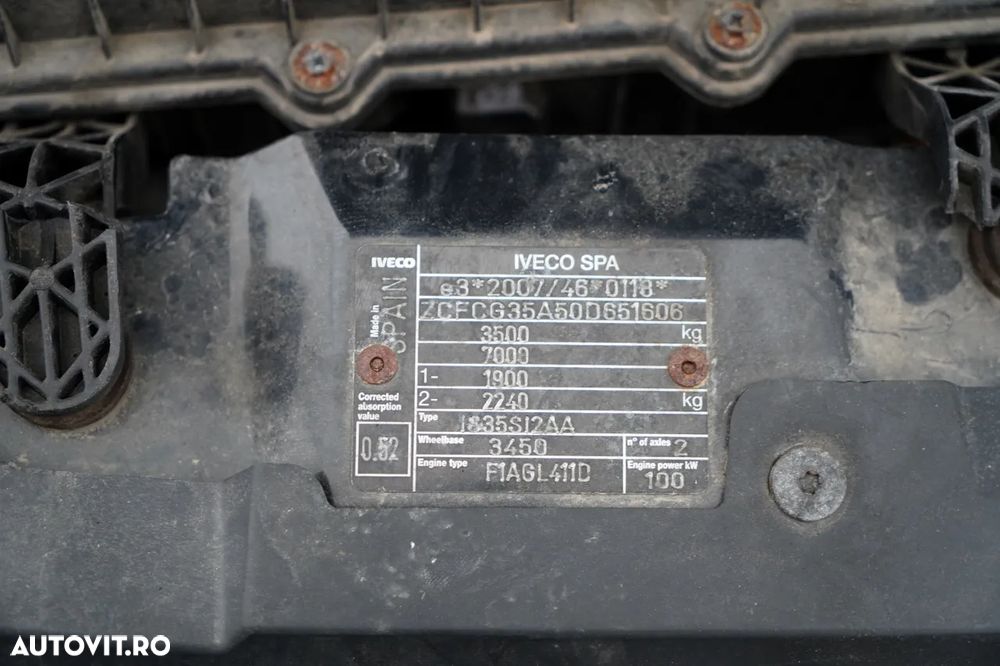 IVECO IVECO SPA
e3*2007/46*0118*
Made in SPAIN
ZCFCG35A50D651606
3500 kg
7000
1- 1900
2- 2240 kg
Corrected absorption value
0.52
Type I835SI2AA
Wheelbase 3450 n° of axles 2
Engine type F1AGL411D Engine power kW 100
AUTOVIT.RO